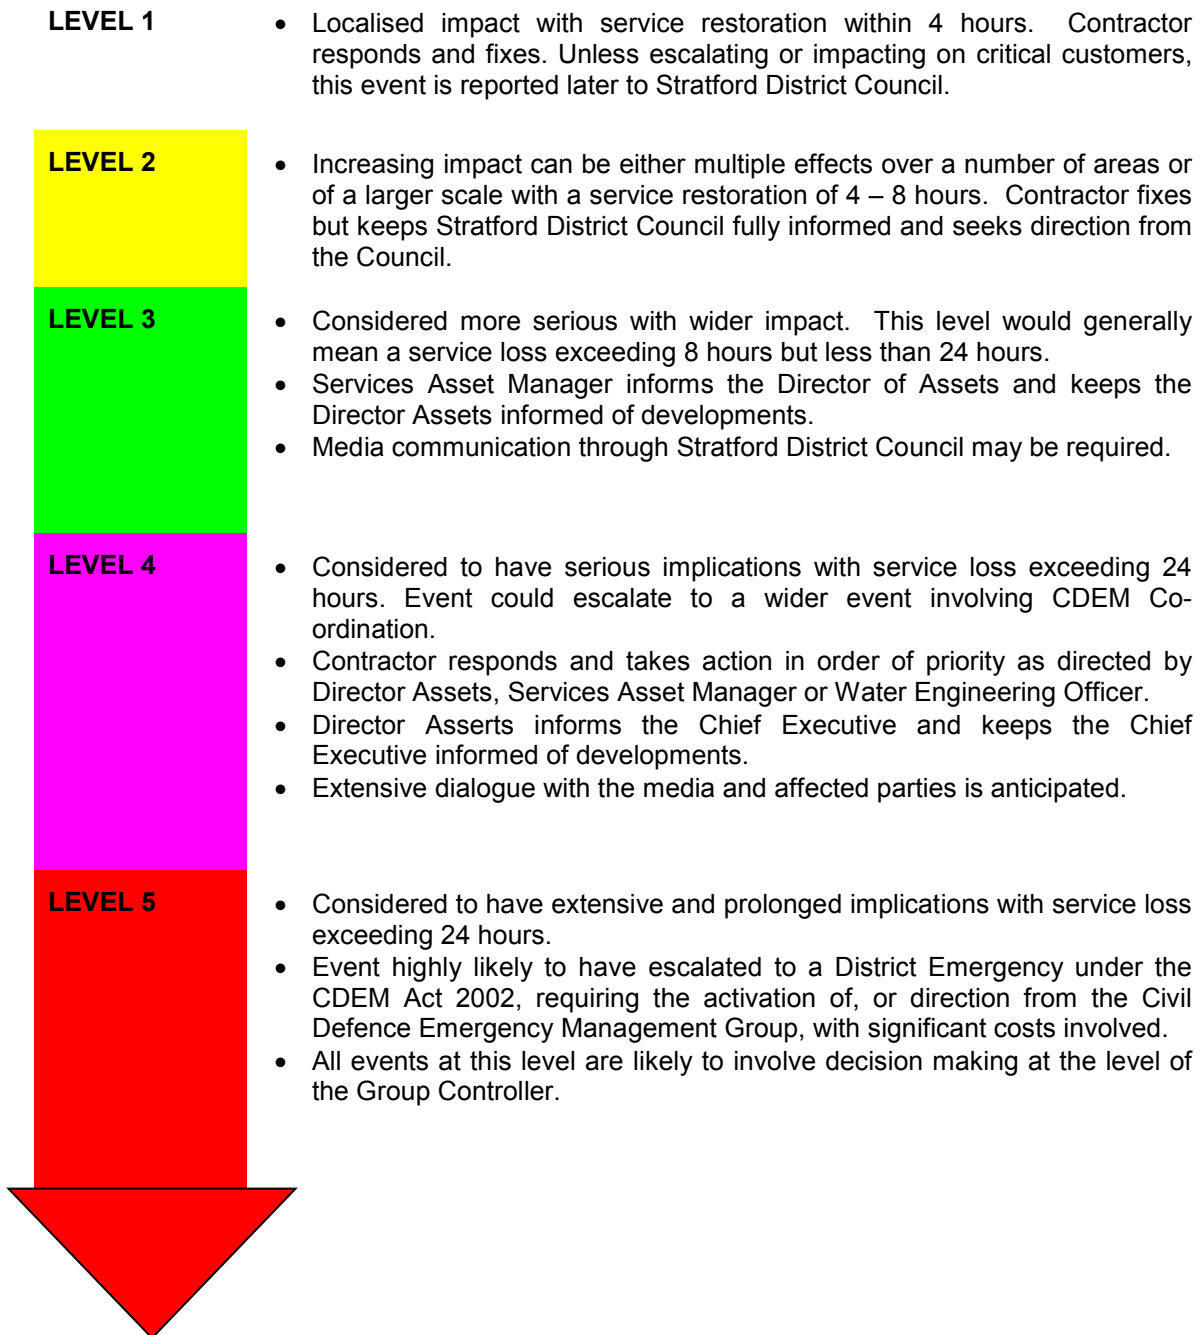 LEVEL 1
• Localised impact with service restoration within 4 hours. Contractor
responds and fixes. Unless escalating or impacting on critical customers,
this event is reported later to Stratford District Council.
LEVEL 2
• Increasing impact can be either multiple effects over a number of areas or
of a larger scale with a service restoration of 4 – 8 hours. Contractor fixes
but keeps Stratford District Council fully informed and seeks direction from
the Council.
LEVEL 3
• Considered more serious with wider impact. This level would generally
mean a service loss exceeding 8 hours but less than 24 hours.
• Services Asset Manager informs the Director of Assets and keeps the
Director Assets informed of developments.
• Media communication through Stratford District Council may be required.
LEVEL 4
• Considered to have serious implications with service loss exceeding 24
hours. Event could escalate to a wider event involving CDEM Co-
ordination.
• Contractor responds and takes action in order of priority as directed by
Director Assets, Services Asset Manager or Water Engineering Officer.
• Director Asserts informs the Chief Executive and keeps the Chief
Executive informed of developments.
• Extensive dialogue with the media and affected parties is anticipated.
LEVEL 5
• Considered to have extensive and prolonged implications with service loss
exceeding 24 hours.
• Event highly likely to have escalated to a District Emergency under the
CDEM Act 2002, requiring the activation of, or direction from the Civil
Defence Emergency Management Group, with significant costs involved.
• All events at this level are likely to involve decision making at the level of
the Group Controller.